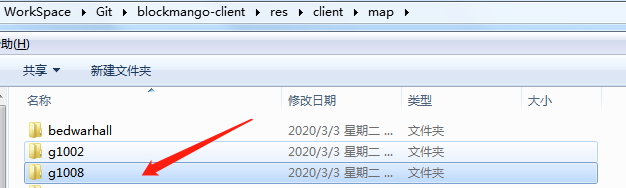 WorkSpace ▸ Git ▸ blockmango-client ▸ res ▸ client ▸ map ▸
助(H)
共享 ▼ 新建文件夹
名称 修改日期 类型 大小
bedwarhall 2020/3/3 星期二 ... 文件夹
g1002 2020/3/3 星期二 ... 文件夹
g1008 2020/3/3 星期二 ... 文件夹